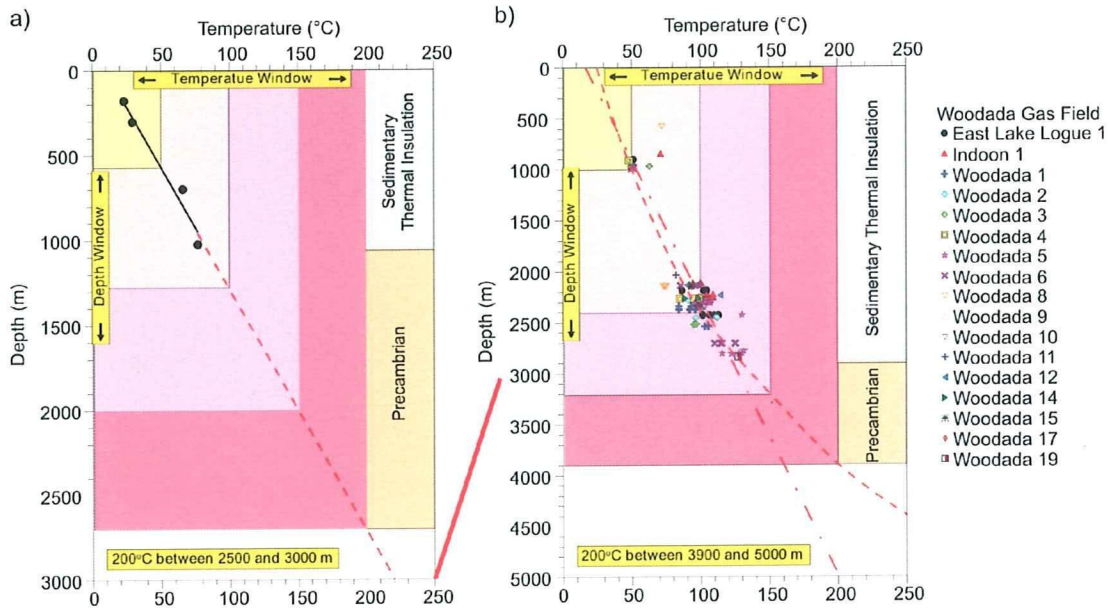 a)
Temperature (°C)
0 50 100 150 200 250
Temperatue Window
0
500
1000
1500
2000
2500
3000
Depth (m)
Depth Window
Sedimentary
Thermal Insulation
Precambrian
200°C between 2500 and 3000 m
0 50 100 150 200 250
b)
Temperature (°C)
0 50 100 150 200 250
Temperature Window
0
500
1000
1500
2000
2500
3000
3500
4000
4500
5000
Depth (m)
Depth Window
Sedimentary Thermal Insulation
Precambrian
200°C between 3900 and 5000 m
0 50 100 150 200 250
Woodada Gas Field
East Lake Logue 1
Indoon 1
Woodada 1
Woodada 2
Woodada 3
Woodada 4
Woodada 5
Woodada 6
Woodada 8
Woodada 9
Woodada 10
Woodada 11
Woodada 12
Woodada 14
Woodada 15
Woodada 17
Woodada 19